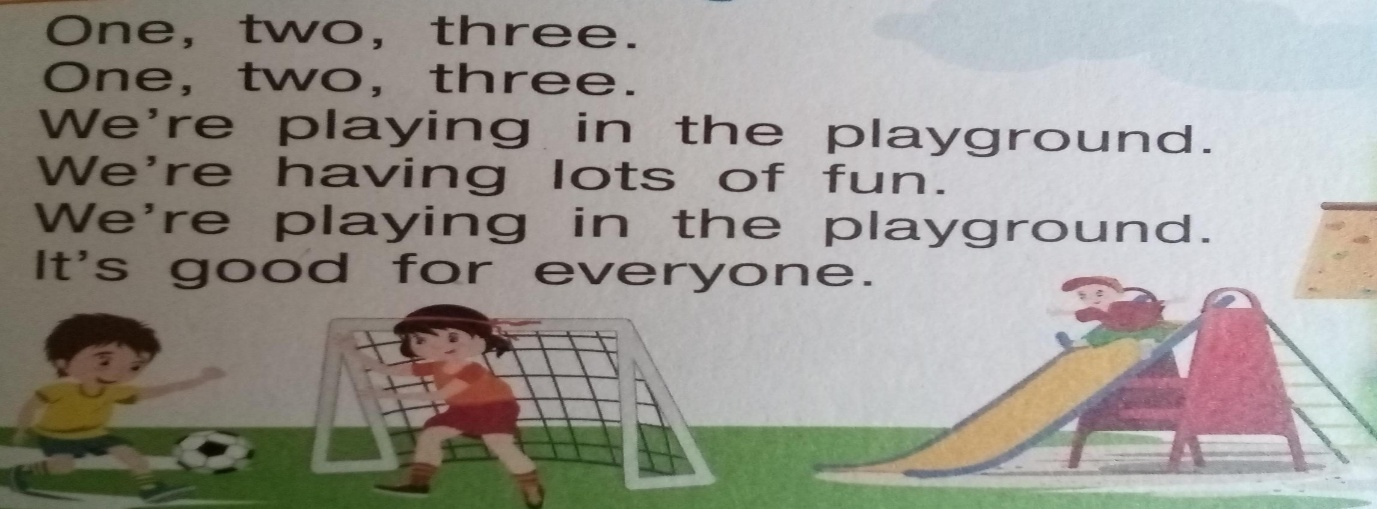 One, two, three.
One, two, three.
We're playing in the playground.
We're having lots of fun.
We're playing in the playground.
It's good for everyone.